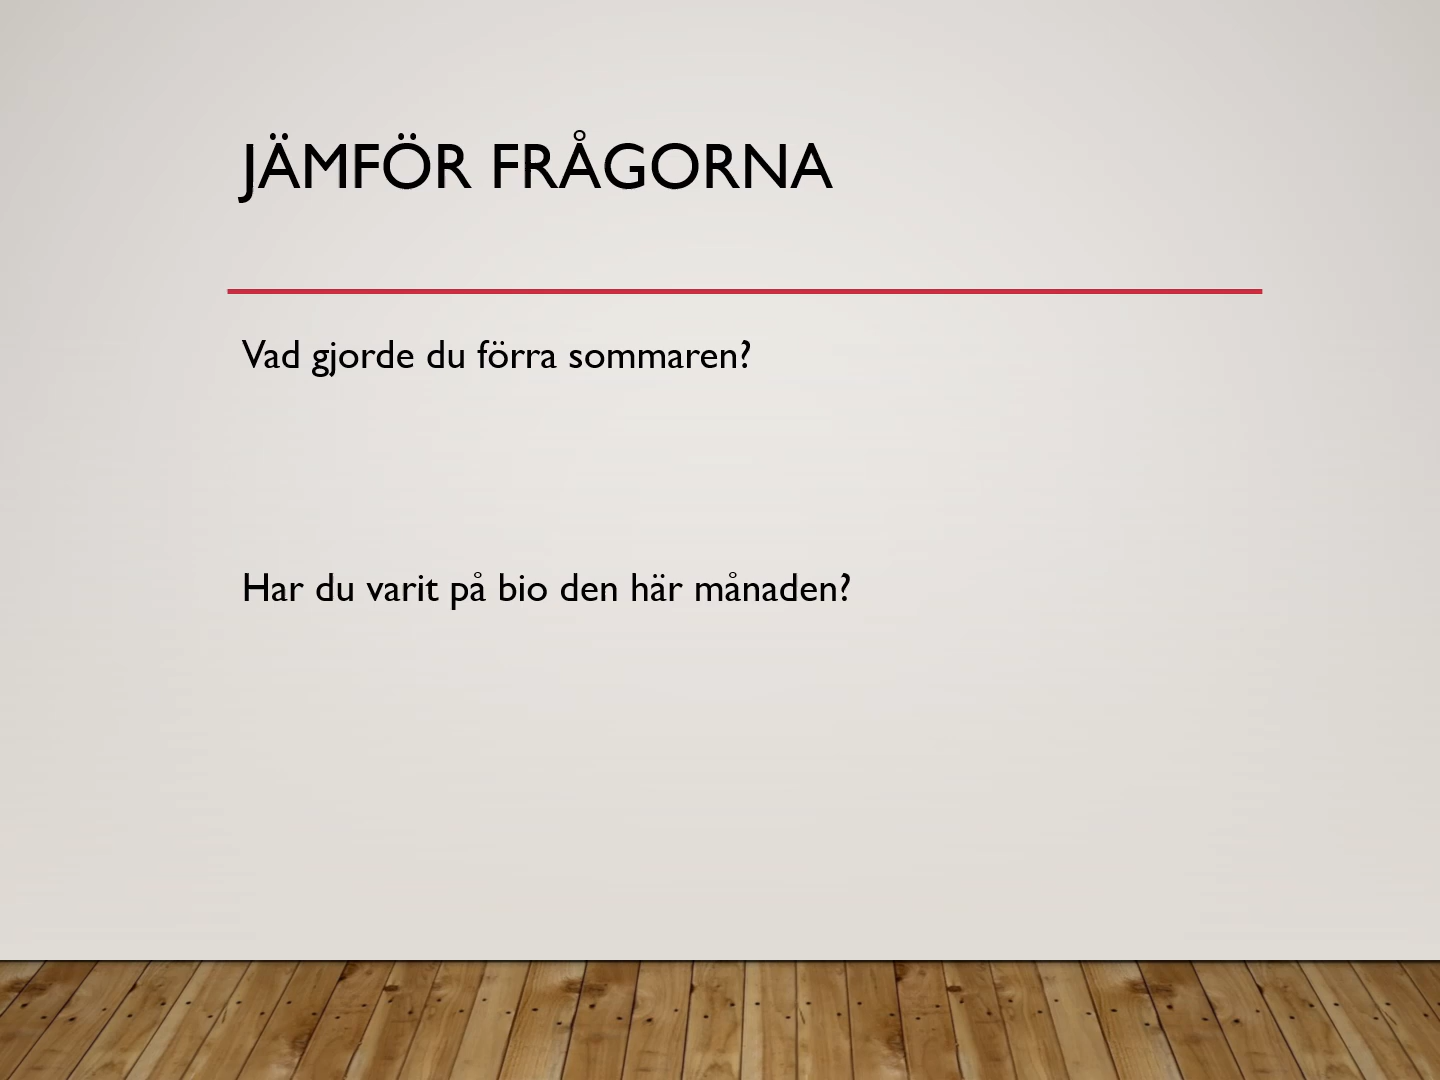 JÄMFÖR FRÅGORNA
Vad gjorde du förra sommaren?
Har du varit på bio den här månaden?